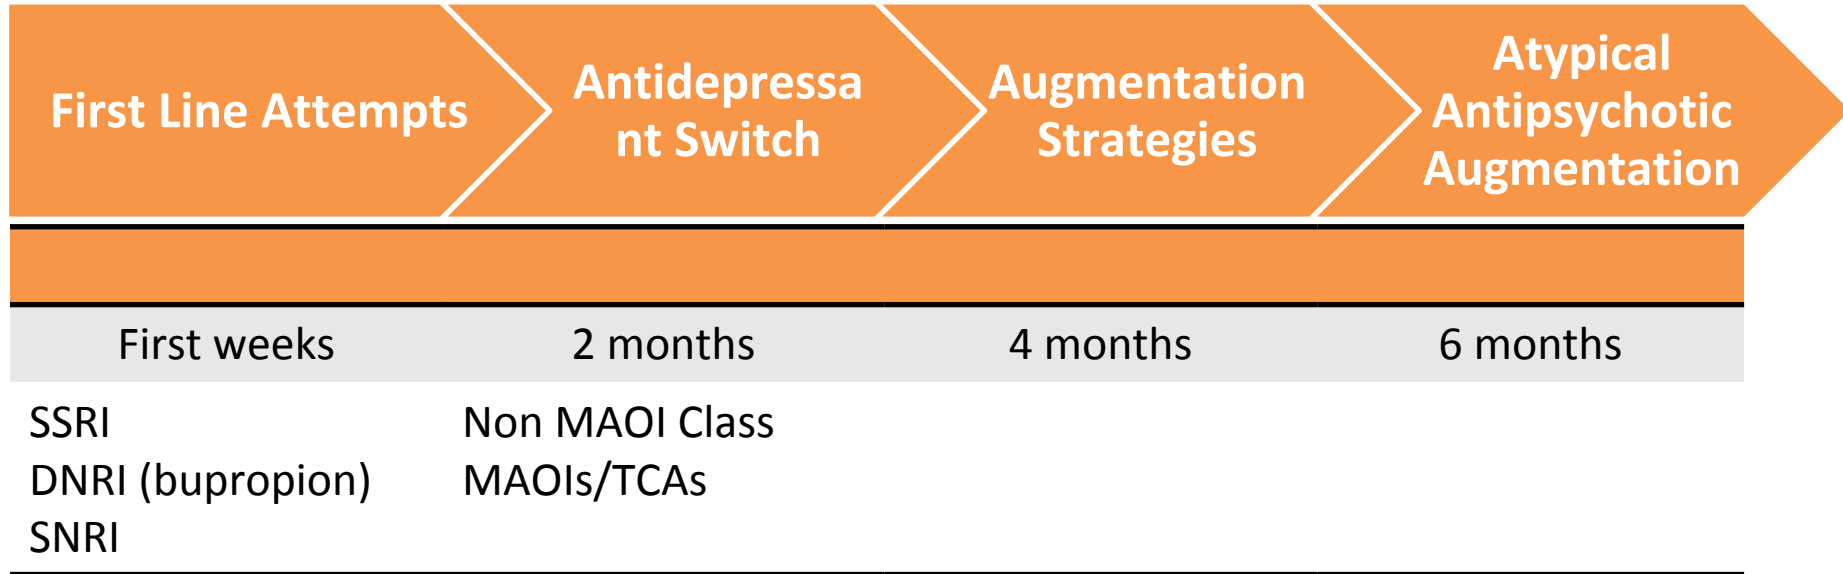 First Line Attempts
Antidepressa
nt Switch
Augmentation
Strategies
Atypical
Antipsychotic
Augmentation
First weeks
2 months
4 months
6 months
SSRI
DNRI (bupropion)
SNRI
Non MAOI Class
MAOIs/TCAs